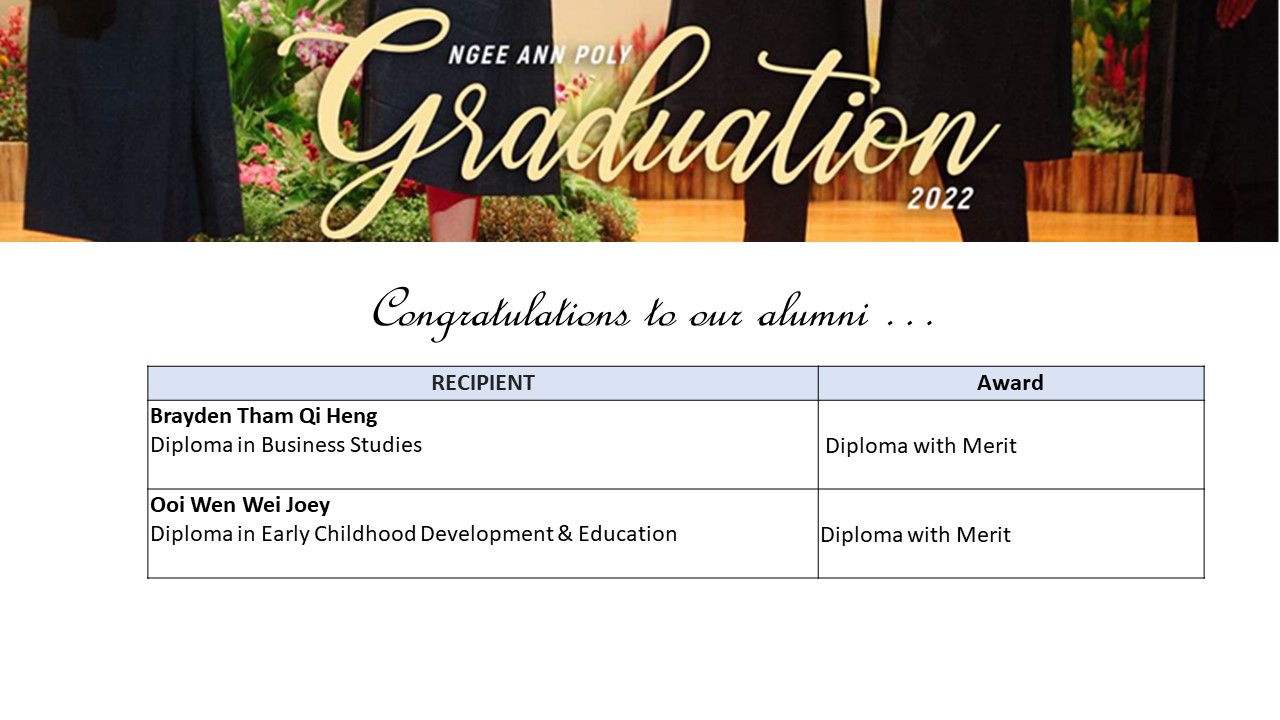 NGEE ANN POLY
Graduation
2022
Congratulations to our alumni ...
RECIPIENT
Award
Brayden Tham Qi Heng
Diploma in Business Studies
Diploma with Merit
Ooi Wen Wei Joey
Diploma in Early Childhood Development & Education
Diploma with Merit